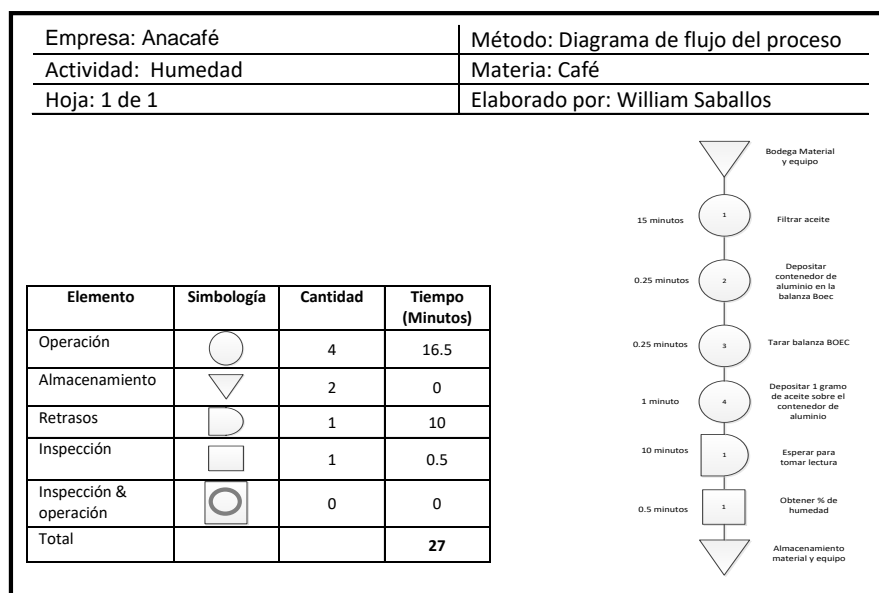 Empresa: Anacafé
Método: Diagrama de flujo del proceso
Actividad: Humedad
Materia: Café
Hoja: 1 de 1
Elaborado por: William Saballos
Elemento Simbología Cantidad Tiempo
(Minutos)
Operación 4 16.5
Almacenamiento 2 0
Retrasos 1 10
Inspección 1 0.5
Inspección &
operación 0 0
Total 27
Bodega Material
y equipo
15 minutos 1 Filtrar aceite
0.25 minutos 2 Depositar
contenedor de
aluminio en la
balanza Boec
0.25 minutos 3 Tarar balanza BOEC
1 minuto 4 Depositar 1 gramo
de aceite sobre el
contenedor de
aluminio
10 minutos 1 Esperar para
tomar lectura
0.5 minutos 1 Obtener % de
humedad
Almacenamiento
material y equipo